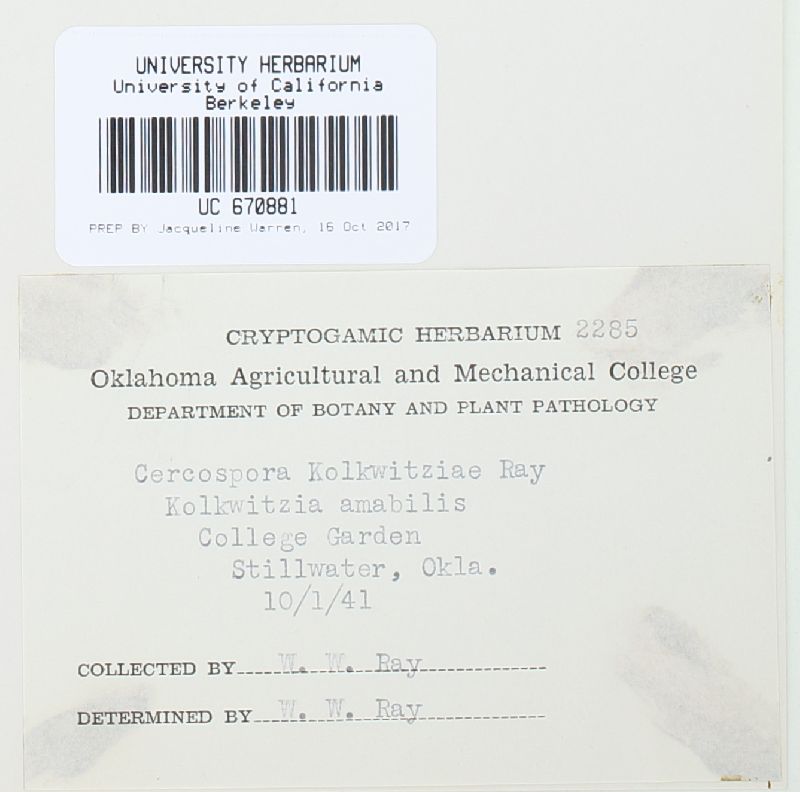 UNIVERSITY HERBARIUM
University of California
Berkeley
UC 670881
PREP BY Jacqueline Warren, 16 Oct 2017
CRYPTOGAMIC HERBARIUM 2285
Oklahoma Agricultural and Mechanical College
DEPARTMENT OF BOTANY AND PLANT PATHOLOGY
Cercospora Kolkwitziae Ray
Kolkwitzia amabilis
College Garden
Stillwater, Okla.
10/1/41
COLLECTED BY W. W. Ray
DETERMINED BY W. W. Ray